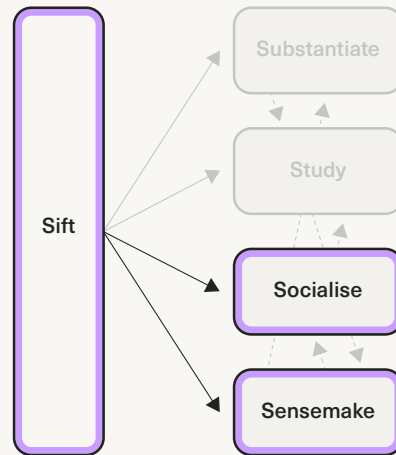 Substantiate
Study
Sift
Socialise
Sensemake